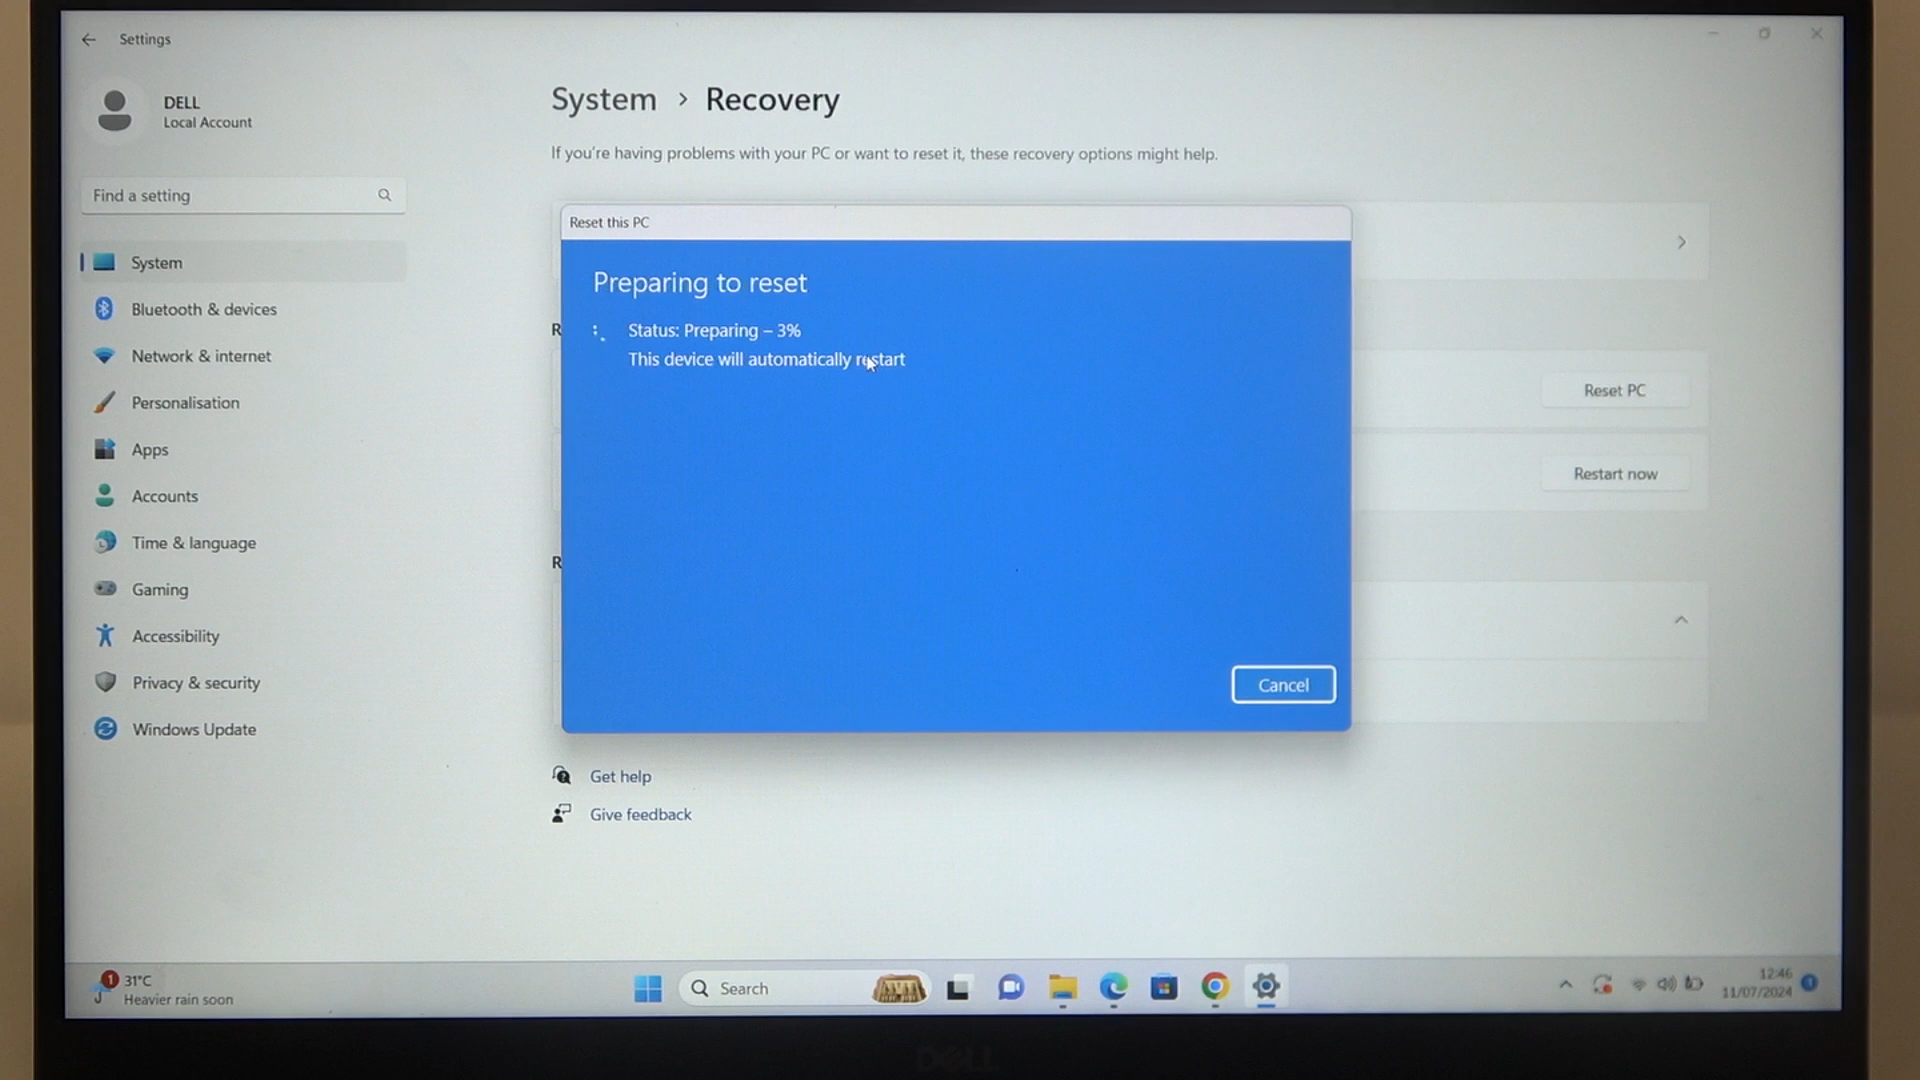 Settings
DELL
Local Account
Find a setting
System
Bluetooth & devices
Network & internet
Personalisation
Apps
Accounts
Time & language
Gaming
Accessibility
Privacy & security
Windows Update
System > Recovery
If you're having problems with your PC or want to reset it, these recovery options might help.
Reset this PC
Preparing to reset
Status: Preparing – 3%
This device will automatically restart
Cancel
R
Reset PC
Restart now
R
Get help
Give feedback
1
31°C
Heavier rain soon
Search
12:46
11/07/2024
1
DELL